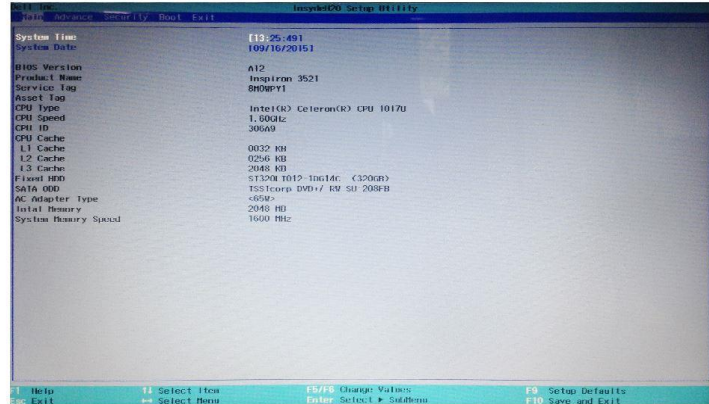 Dell Inc. InsydeH20 Setup Utility
Main Advance Security Boot Exit
System Time [13:25:49]
System Date [09/16/2015]
BIOS Version A12
Product Name Inspiron 3521
Service Tag
Asset Tag
CPU Type Intel(R) Celeron(R) CPU 1017U
CPU Speed 1.60GHz
CPU ID 306A9
CPU Cache
L1 Cache 0032 KB
L2 Cache 0256 KB
L3 Cache 2048 KB
Fixed HDD (320GB)
SATA ODD TSSTcorp DVD+/-RW SU-208FB
AC Adapter Type <65W>
Total Memory 2048 MB
System Memory Speed 1600 MHz
F1 Help ↑↓ Select Item F5/F6 Change Values F9 Setup Defaults
Esc Exit ↔ Select Menu Enter Select ▶ SubMenu F10 Save and Exit